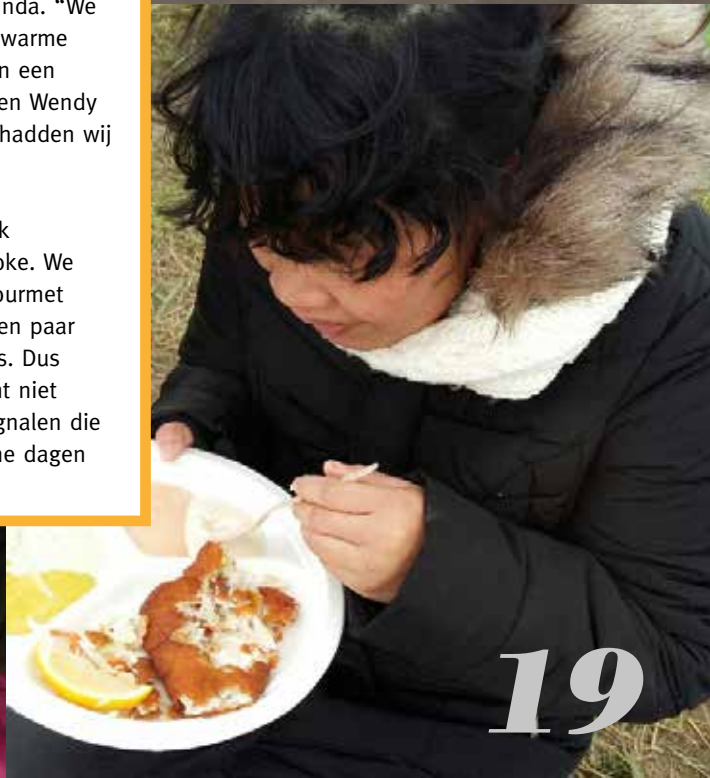 nda. “We
warme
n een
en Wendy
hadden wij
k
oke. We
ourmet
en paar
s. Dus
nt niet
gnalen die
ne dagen
19